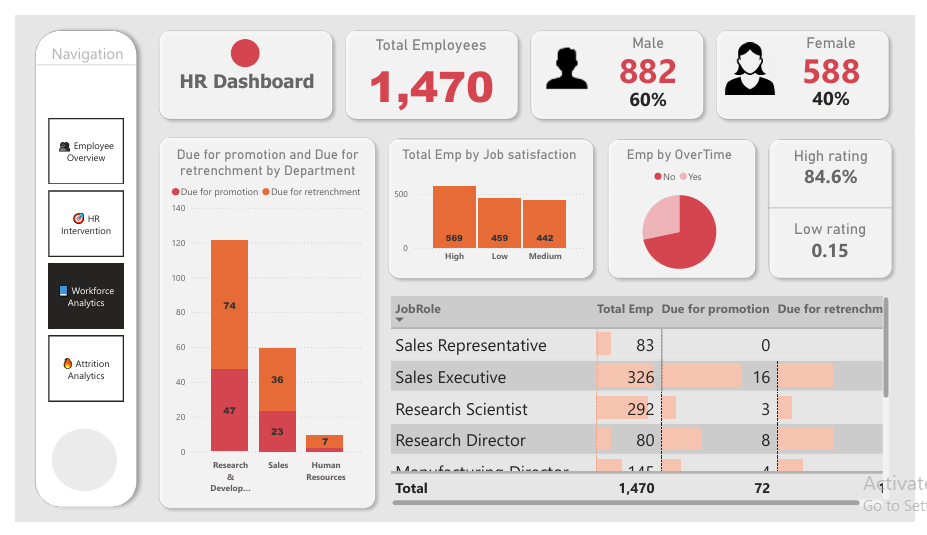 Navigation
Employee
Overview
HR
Intervention
Workforce
Analytics
Attrition
Analytics
HR Dashboard
Total Employees
1,470
Male
882
60%
Female
588
40%
Due for promotion and Due for
retrenchment by Department
Due for promotion Due for retrenchment
140
120
100
80
60
40
20
0
74
47
36
23
7
Research
&
Develop...
Sales
Human
Resources
Total Emp by Job satisfaction
500
0
569 459 442
High Low Medium
Emp by OverTime
No Yes
High rating
84.6%
Low rating
0.15
JobRole Total Emp Due for promotion Due for retrenchm
Sales Representative 83 0
Sales Executive 326 16
Research Scientist 292 3
Research Director 80 8
Manufacturing Director 145 4
Total 1,470 72
Activate
Go to Sett